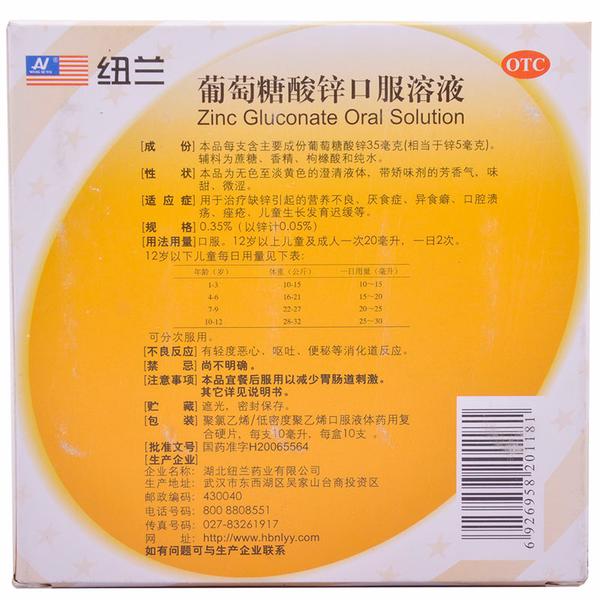 纽兰
OTC
葡萄糖酸锌口服溶液
Zinc Gluconate Oral Solution
[成 份] 本品每支含主要成份葡萄糖酸锌35毫克(相当于锌5毫克)。
辅料为蔗糖、香精、枸橼酸和纯水。
[性 状] 本品为无色至淡黄色的澄清液体，带矫味剂的芳香气，味
甜、微涩。
[适 应 症] 用于治疗缺锌引起的营养不良、厌食症、异食癖、口腔溃
疡、痤疮、儿童生长发育迟缓等。
[规 格] 0.35%（以锌计0.05%）
[用法用量] 口服。12岁以上儿童及成人一次20毫升，一日2次。
12岁以下儿童每日用量见下表:
年龄（岁） 体重（公斤） 一日用量（毫升）
1-3 10-15 10～15
4-6 16-21 15～20
7-9 22-27 20～25
10-12 28-32 25～30
可分次服用。
[不良反应] 有轻度恶心、呕吐、便秘等消化道反应。
[禁 忌] 尚不明确。
[注意事项] 本品宜餐后服用以减少胃肠道刺激。
其它详见说明书。
[贮 藏] 遮光，密封保存。
[包 装] 聚氯乙烯/低密度聚乙烯口服液体药用复
合硬片，每支10毫升，每盒10支 。
[批准文号] 国药准字H20065564
[生产企业]
企业名称: 湖北纽兰药业有限公司
生产地址: 武汉市东西湖区吴家山台商投资区
邮政编码: 430040
电话号码: 800 8808551
传真号码: 027-83261917
网 址: http://www.hbnlyy.com
如有问题可与生产企业联系
6 926958 201181